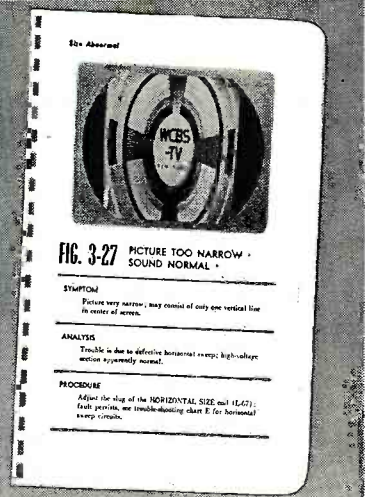 Size Abnormal
WCBS
-TV
FIG. 3-27 PICTURE TOO NARROW •
SOUND NORMAL •
SYMPTOM
Picture very narrow; may consist of only one vertical line
in center of screen.
ANALYSIS
Trouble is due to defective horizontal sweep; high-voltage
section apparently normal.
PROCEDURE
Adjust the slug of the HORIZONTAL SIZE coil (L-67);
fault persists, see trouble-shooting chart E for horizontal
sweep circuits.